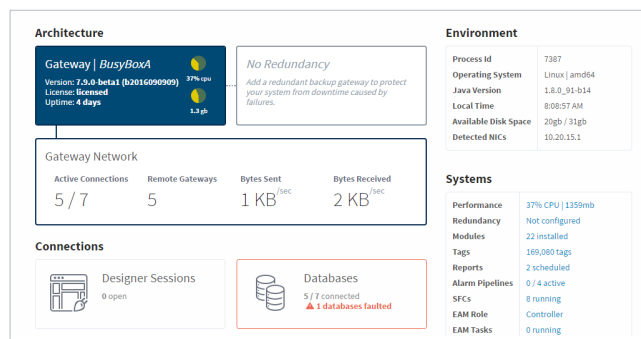 Architecture
Gateway | BusyBoxA
Version: 7.9.0-beta1 (b2016090909)
License: licensed
Uptime: 4 days
37% cpu
1.3 gb
No Redundancy
Add a redundant backup gateway to protect
your system from downtime caused by
failures.
Gateway Network
Active Connections Remote Gateways Bytes Sent Bytes Received
5 / 7 5 1 KB/sec 2 KB/sec
Connections
Designer Sessions
0 open
Databases
5 / 7 connected
1 databases faulted
Environment
Process Id 7387
Operating System Linux | amd64
Java Version 1.8.0_91-b14
Local Time 8:08:57 AM
Available Disk Space 20gb / 31gb
Detected NICs 10.20.15.1
Systems
Performance 37% CPU | 1359mb
Redundancy Not configured
Modules 22 installed
Tags 169,080 tags
Reports 2 scheduled
Alarm Pipelines 0 / 4 active
SFCs 8 running
EAM Role Controller
EAM Tasks 0 running